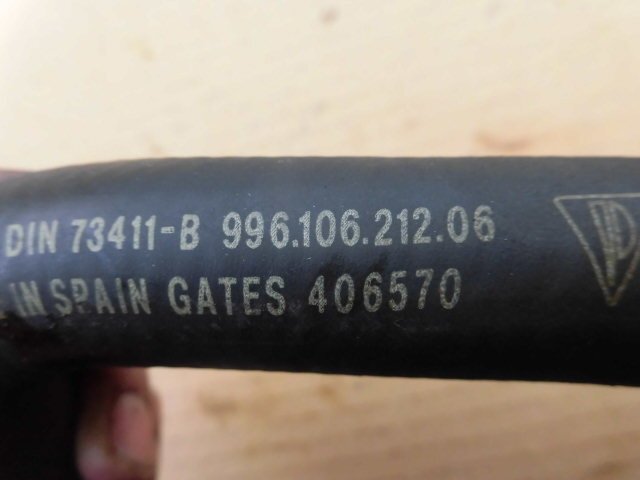 DIN 73411-B 996.106.212.06
IN SPAIN GATES 406570